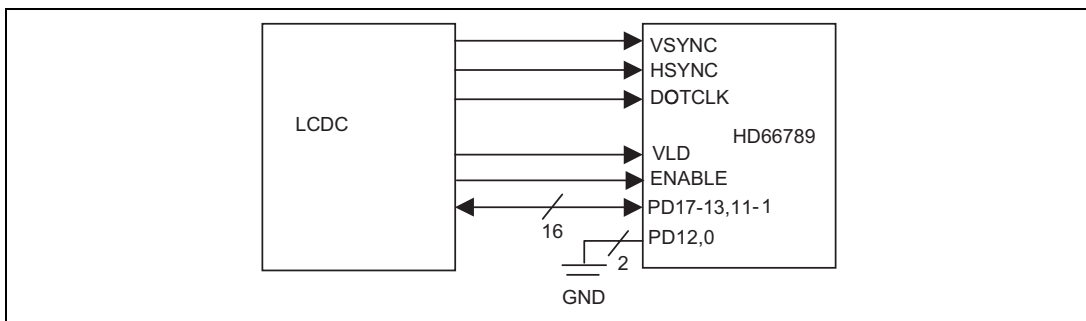 VSYNC
HSYNC
DOTCLK
LCDC
HD66789
VLD
ENABLE
PD17-13,11-1
16
PD12,0
2
GND